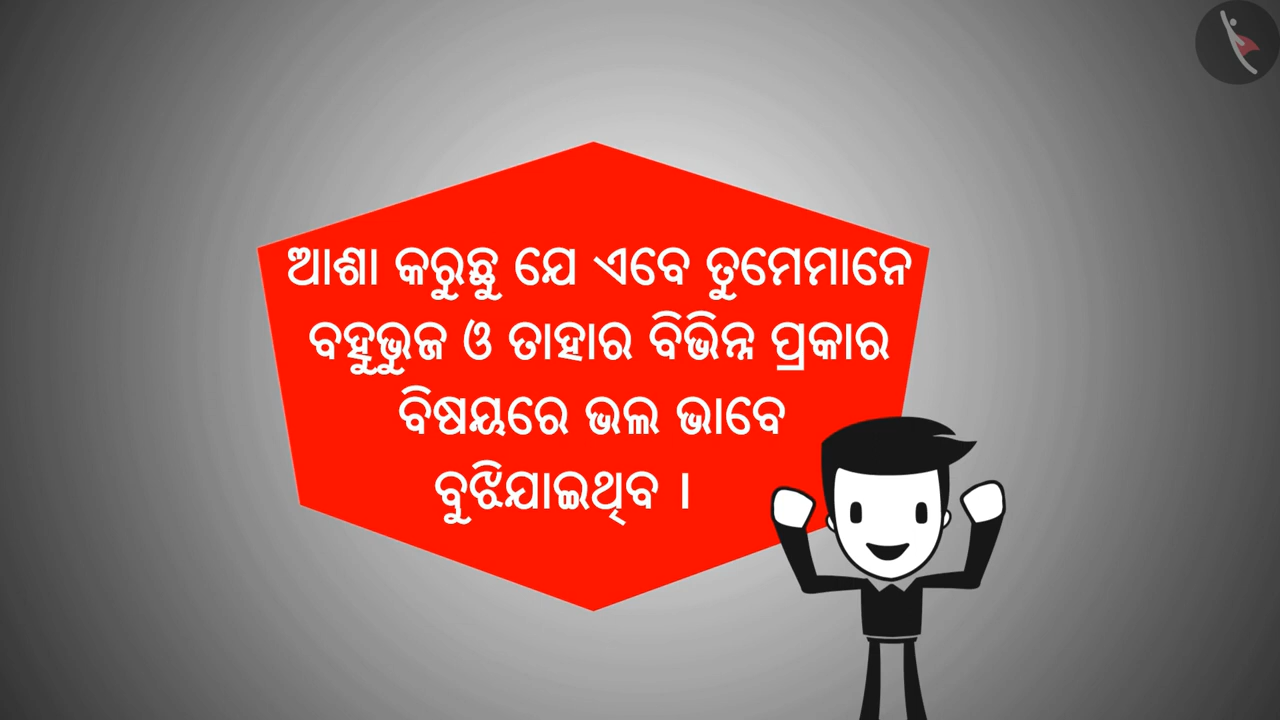 ଆଶା କରୁଛୁ ଯେ ଏବେ ତୁମେମାନେ
ବହୁଭୁଜ ଓ ତାହାର ବିଭିନ୍ନ ପ୍ରକାର
ବିଷୟରେ ଭଲ ଭାବେ
ବୁଝିଯାଇଥିବ ।